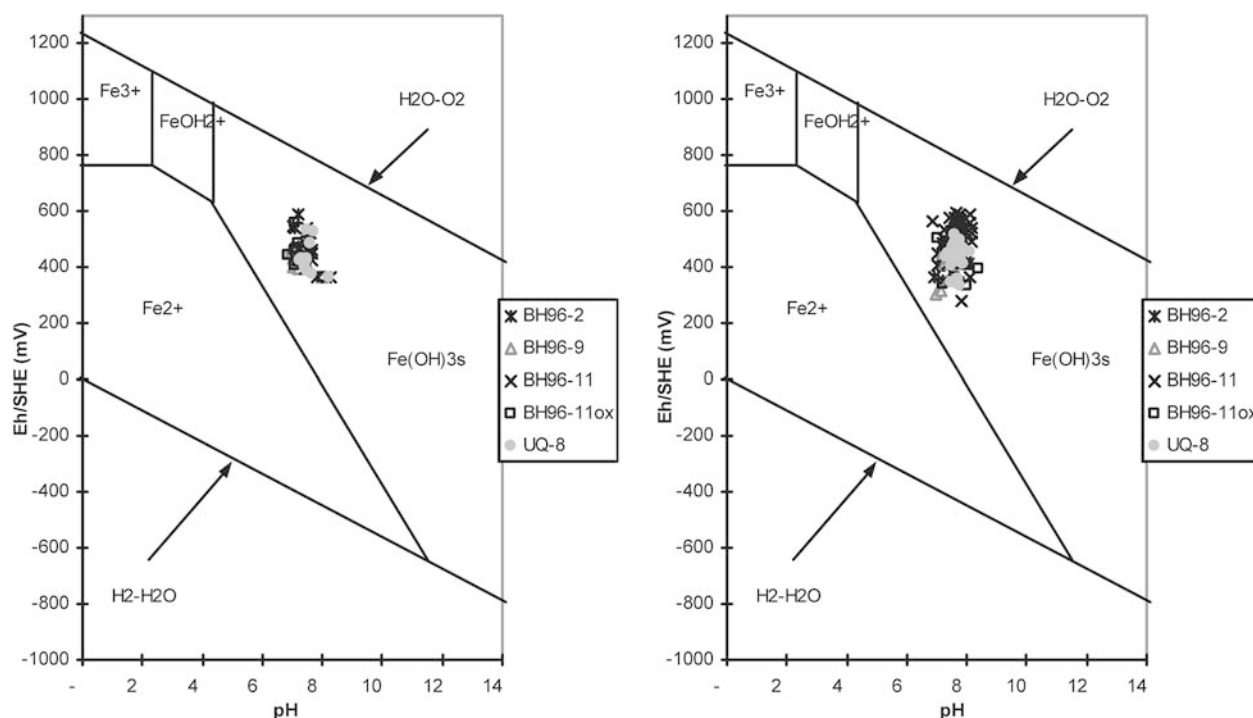 1200
1000
800
600
400
200
0
-200
-400
-600
-800
-1000
Eh/SHE (mV)
- 2 4 6 8 10 12 14
pH
Fe3+
FeOH2+
H2O-O2
Fe2+
Fe(OH)3s
H2-H2O
BH96-2
BH96-9
BH96-11
BH96-11ox
UQ-8
1200
1000
800
600
400
200
0
-200
-400
-600
-800
-1000
Eh/SHE (mV)
- 2 4 6 8 10 12 14
pH
Fe3+
FeOH2+
H2O-O2
Fe2+
Fe(OH)3s
H2-H2O
BH96-2
BH96-9
BH96-11
BH96-11ox
UQ-8